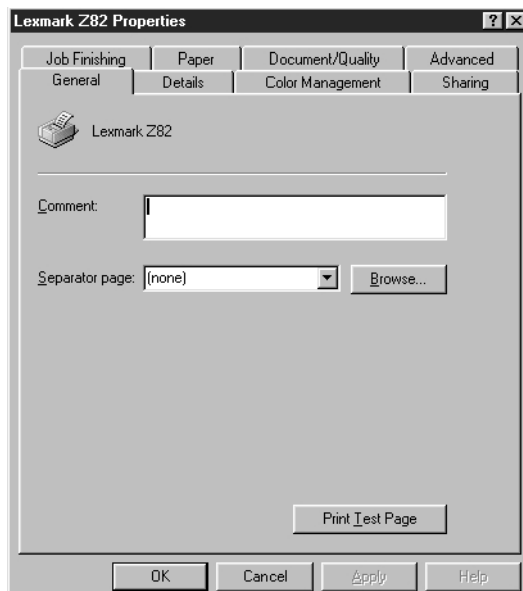 Lexmark Z82 Properties
Job Finishing Paper Document/Quality Advanced
General Details Color Management Sharing
Lexmark Z82
Comment:
Separator page: (none) Browse...
Print Test Page
OK Cancel Apply Help